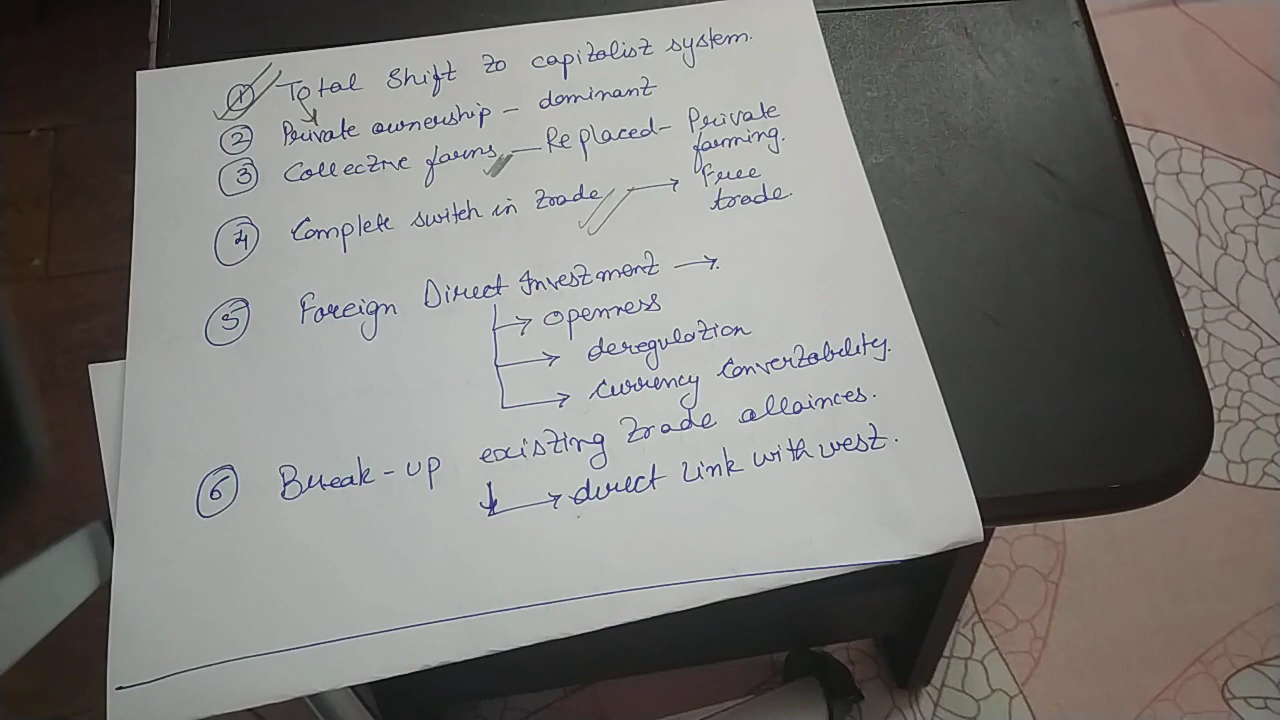 ① Total Shift to capitalist system.
② Private ownership - dominant
③ Collective farms - Replaced - Private farming.
④ Complete switch in trade → Free trade.
⑤ Foreign Direct Investment →
→ openness
→ deregulation
→ currency convertability.
⑥ Break-up existing trade allainces.
→ direct link with west.